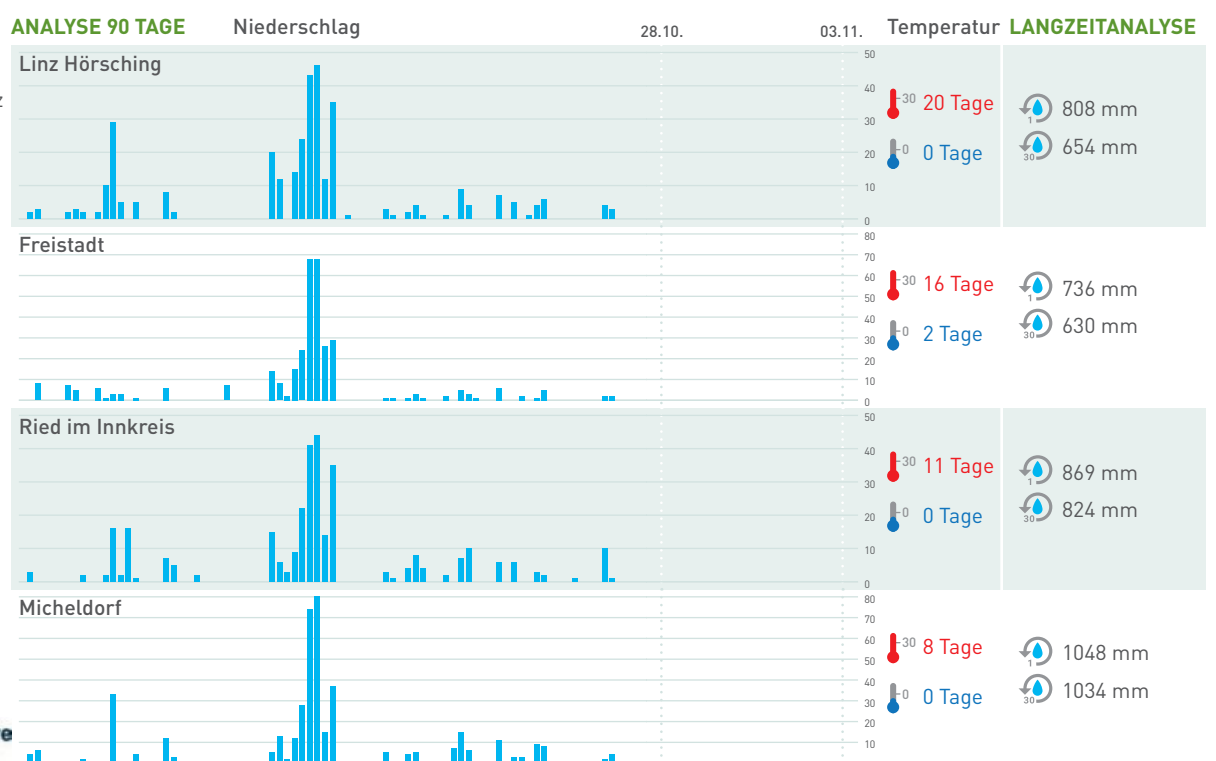 ANALYSE 90 TAGE Niederschlag 28.10. 03.11. Temperatur LANGZEITANALYSE
Linz Hörsching
50
40
30
20
10
0
30 20 Tage
0 0 Tage
1 808 mm
30 654 mm
Freistadt
80
70
60
50
40
30
20
10
0
30 16 Tage
0 2 Tage
1 736 mm
30 630 mm
Ried im Innkreis
50
40
30
20
10
0
30 11 Tage
0 0 Tage
1 869 mm
30 824 mm
Micheldorf
80
70
60
50
40
30
20
10
30 8 Tage
0 0 Tage
1 1048 mm
30 1034 mm
z
e